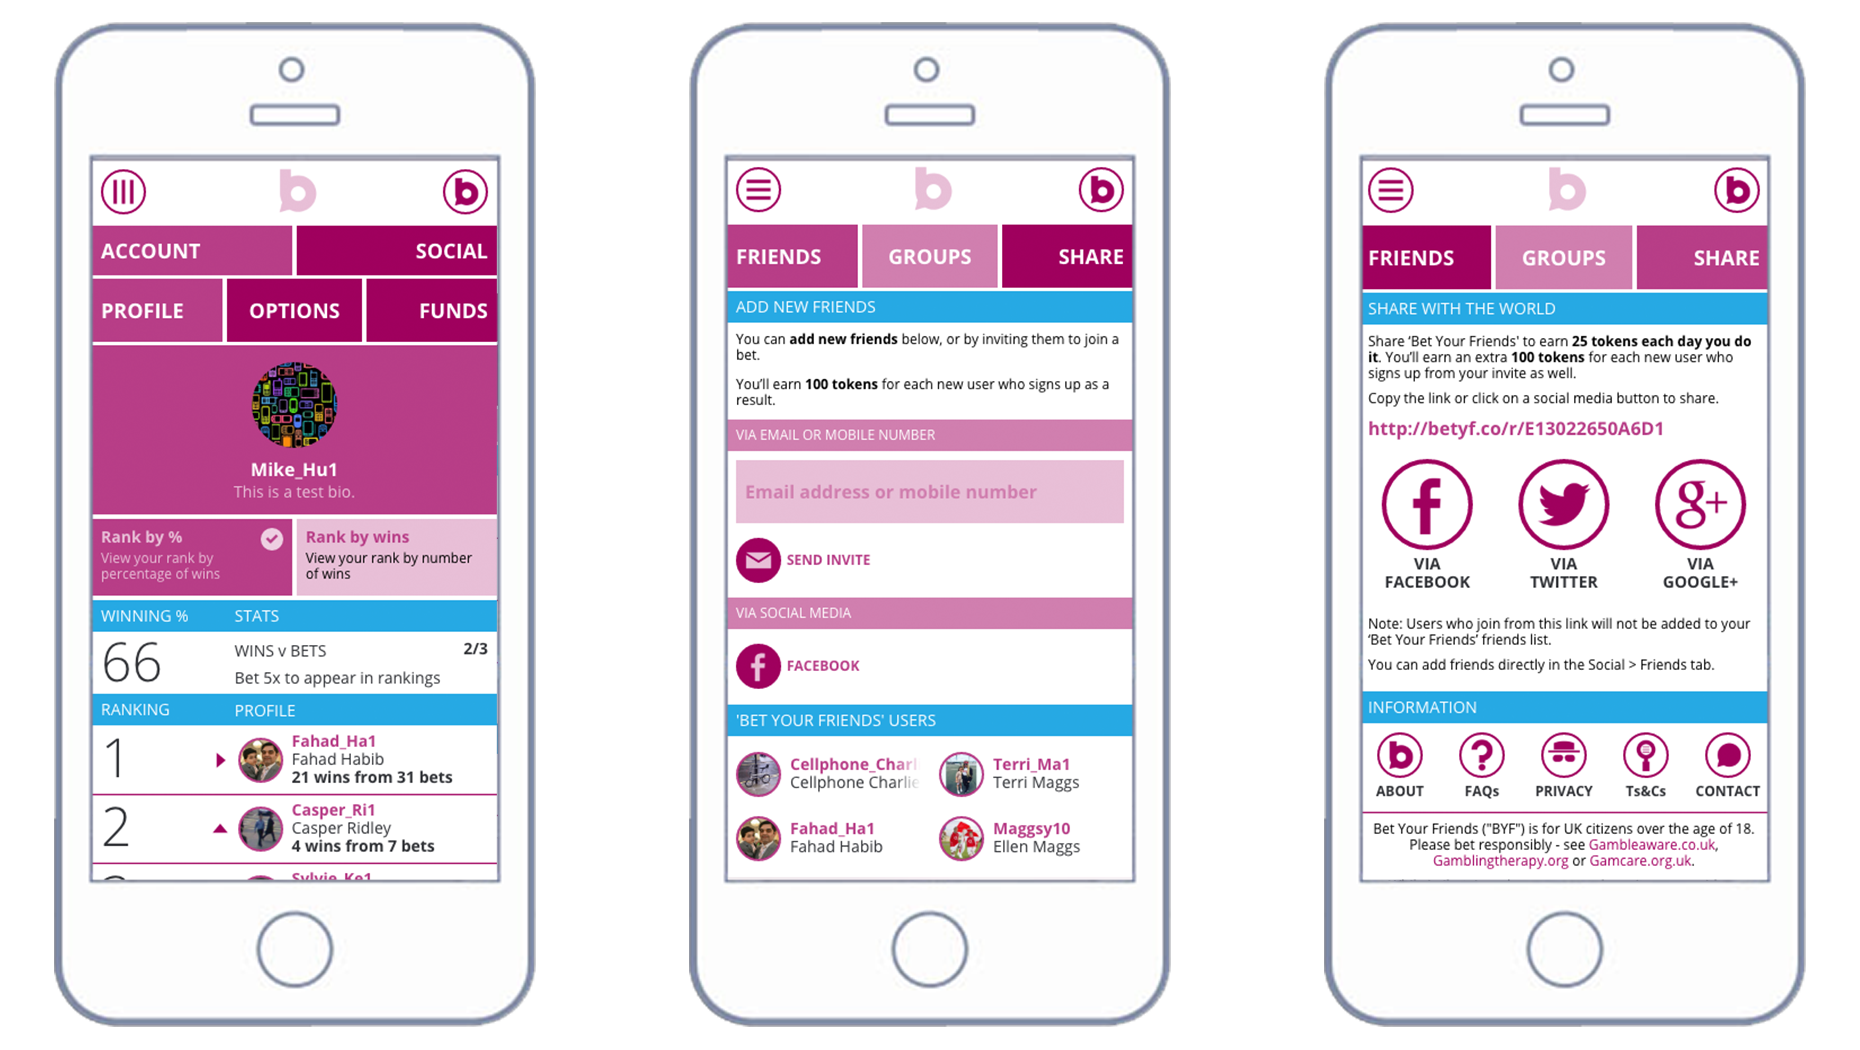 b
b
ACCOUNT
SOCIAL
PROFILE
OPTIONS
FUNDS
Mike_Hu1
This is a test bio.
Rank by %
View your rank by
percentage of wins
Rank by wins
View your rank by number
of wins
WINNING %
STATS
66
WINS v BETS
2/3
Bet 5x to appear in rankings
RANKING
PROFILE
1
Fahad_Ha1
Fahad Habib
21 wins from 31 bets
2
Casper_Ri1
Casper Ridley
4 wins from 7 bets
Sylvie_Ke1
b
b
FRIENDS
GROUPS
SHARE
ADD NEW FRIENDS
You can add new friends below, or by inviting them to join a
bet.
You'll earn 100 tokens for each new user who signs up as a
result.
VIA EMAIL OR MOBILE NUMBER
Email address or mobile number
SEND INVITE
VIA SOCIAL MEDIA
f
FACEBOOK
'BET YOUR FRIENDS' USERS
Cellphone_Charl
Cellphone Charlie
Terri_Ma1
Terri Maggs
Fahad_Ha1
Fahad Habib
Maggsy10
Ellen Maggs
b
b
FRIENDS
GROUPS
SHARE
SHARE WITH THE WORLD
Share ‘Bet Your Friends' to earn 25 tokens each day you do
it. You'll earn an extra 100 tokens for each new user who
signs up from your invite as well.
Copy the link or click on a social media button to share.
http://betyf.co/r/E13022650A6D1
f
g+
VIA
FACEBOOK
VIA
TWITTER
VIA
GOOGLE+
Note: Users who join from this link will not be added to your
‘Bet Your Friends’ friends list.
You can add friends directly in the Social > Friends tab.
INFORMATION
b
?
ABOUT
FAQs
PRIVACY
Ts&Cs
CONTACT
Bet Your Friends ("BYF") is for UK citizens over the age of 18.
Please bet responsibly - see Gambleaware.co.uk,
Gamblingtherapy.org or Gamcare.org.uk.